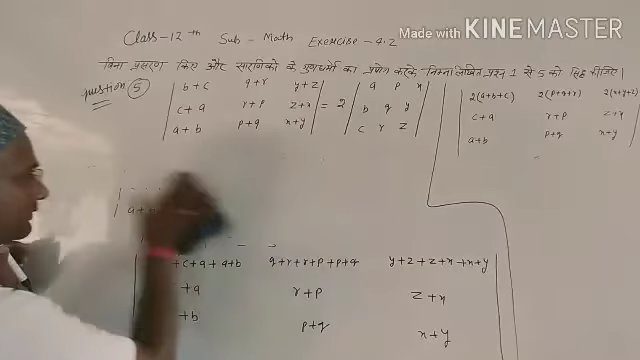 Made with KINEMASTER
Class-12th Sub-Math Exercise-4.2
बिना प्रसरण किए और सारणिकों के गुणधर्मो का प्रयोग करके निम्नलिखित प्रश्न 1 से 5 को सिद्ध कीजिए।
Question 5 | b+c q+r y+z | | a p x |
| c+a r+p z+x | = 2 | b q y |
| a+b p+q x+y | | c r z |
| 2(a+b+c) 2(p+q+r) 2(x+y+z)
c+a r+p z+x
a+b p+q x+y
+c+a+a+b q+r+r+p+p+q y+z+z+x+x+y
+a r+p z+x
+b p+q x+y